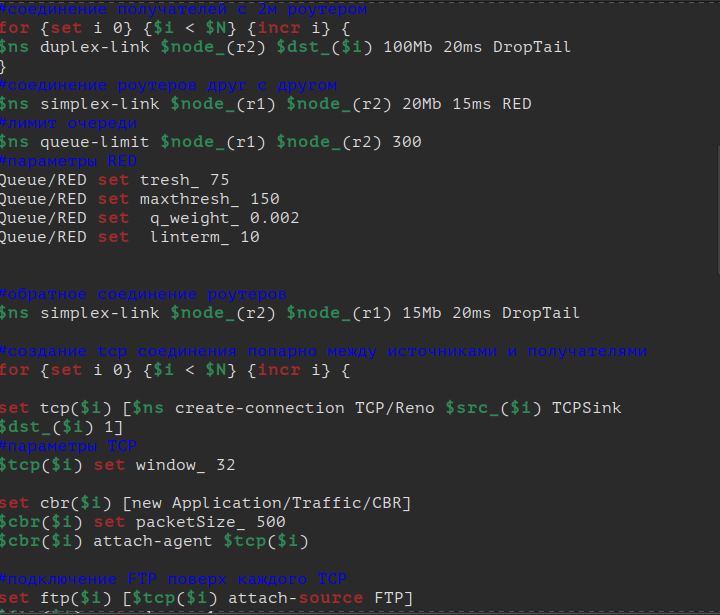 #соединение получателей с 2м роутером
for {set i 0} {$i < $N} {incr i} {
$ns duplex-link $node_(r2) $dst_($i) 100Mb 20ms DropTail
}
#соединение роутеров друг с другом
$ns simplex-link $node_(r1) $node_(r2) 20Mb 15ms RED
#лимит очереди
$ns queue-limit $node_(r1) $node_(r2) 300
#параметры RED
Queue/RED set tresh_ 75
Queue/RED set maxthresh_ 150
Queue/RED set  q_weight_ 0.002
Queue/RED set  linterm_ 10
#обратное соединение роутеров
$ns simplex-link $node_(r2) $node_(r1) 15Mb 20ms DropTail
#создание tcp соединения попарно между источниками и получателями
for {set i 0} {$i < $N} {incr i} {
set tcp($i) [$ns create-connection TCP/Reno $src_($i) TCPSink
$dst_($i) 1]
#параметры TCP
$tcp($i) set window_ 32
set cbr($i) [new Application/Traffic/CBR]
$cbr($i) set packetSize_ 500
$cbr($i) attach-agent $tcp($i)
#подключение FTP поверх каждого TCP
set ftp($i) [$tcp($i) attach-source FTP]